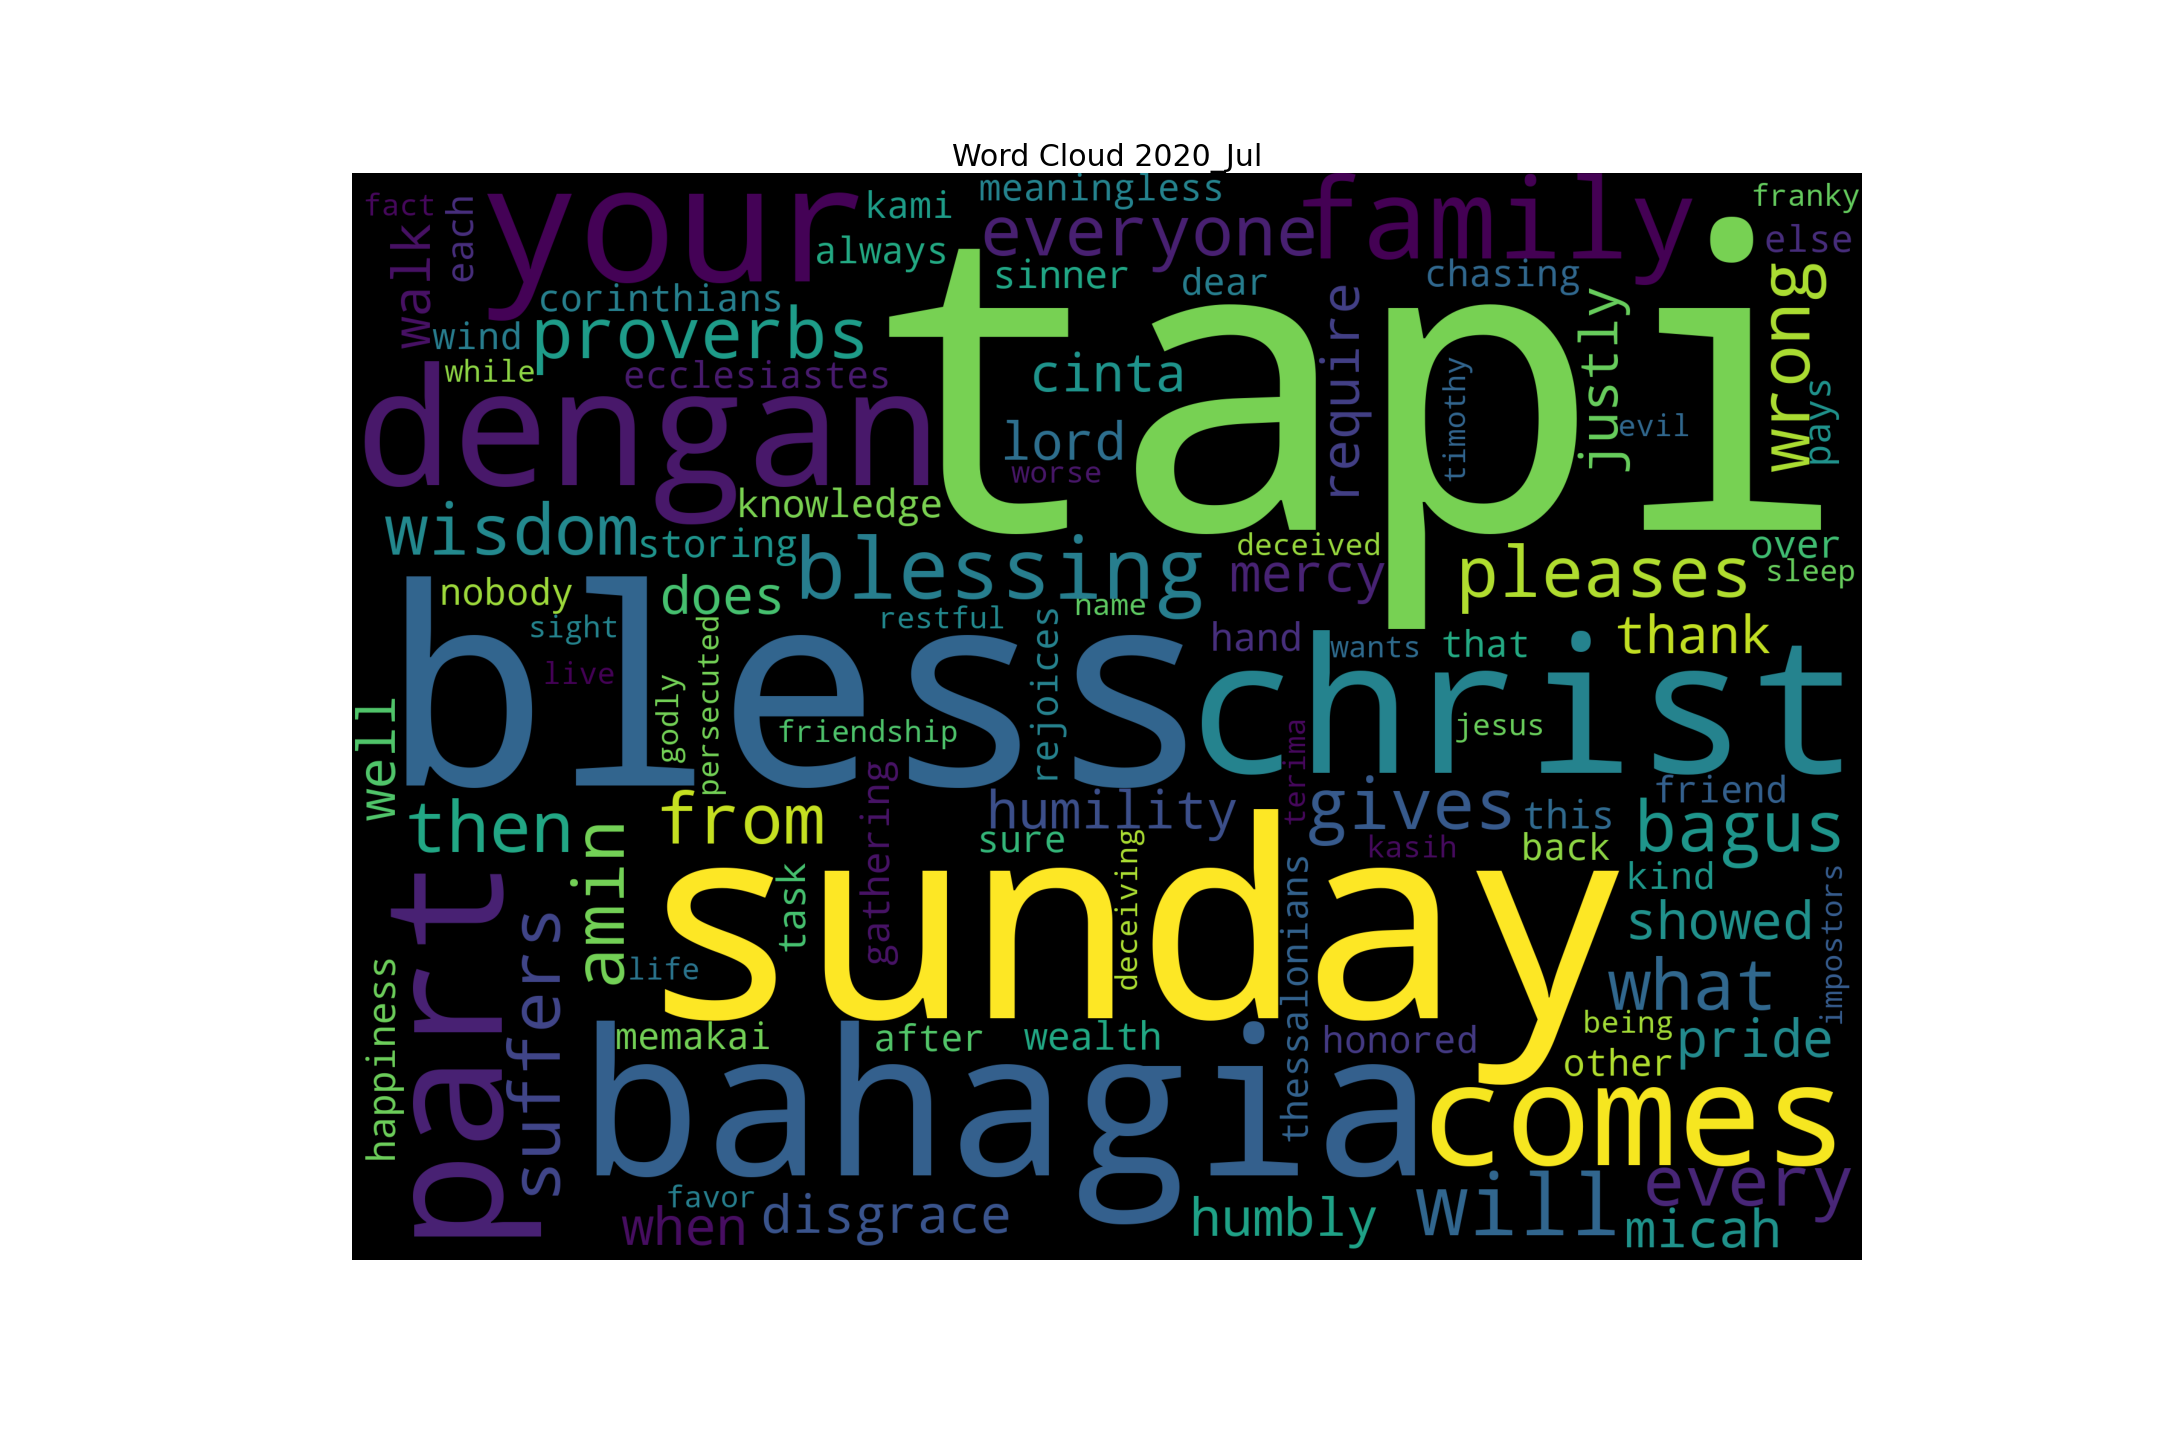 Word Cloud 2020_Jul
fact
each
walk
your
kami
always
meaningless
everyone
family
franky
else
sinner
dear
chasing
corinthians
wind
proverbs
while
ecclesiastes
tapi
cinta
require
timothy
justly
wrong
pays
evil
dengan
lord
worse
knowledge
wisdom
storing
blessing
deceived
mercy
pleases
over
sleep
nobody
does
name
restful
sight
live
bless
persecuted
godly
rejoices
hand
wants
that
thank
christ
well
friendship
terima
jesus
then
from
gathering
humility
gives
this
friend
bagus
sure
kasih
back
kind
part
amin
task
deceiving
sunday
thessalonians
showed
impostors
suffers
life
what
happiness
memakai
after
wealth
honored
being
other
pride
bahagia
comes
favor
when
disgrace
humbly
will
every
micah